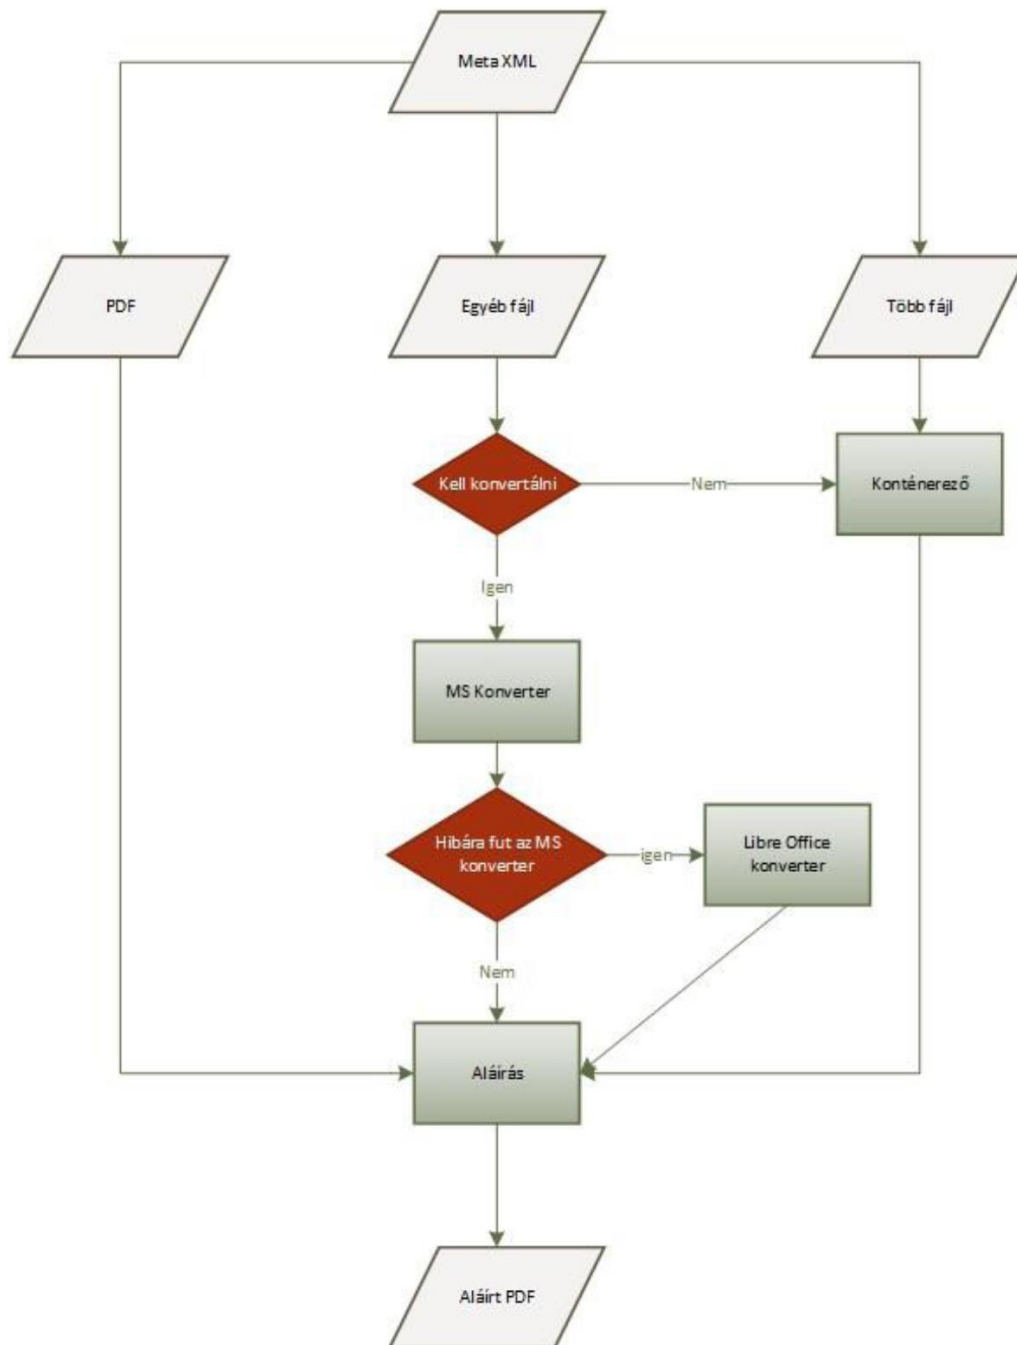 Meta XML
PDF
Egyéb fájl
Több fájl
Kell konvertálni
Nem
Konténerező
Igen
MS Konverter
Hibára fut az MS
konverter
igen
Libre Office
konverter
Nem
Aláírás
Aláírt PDF